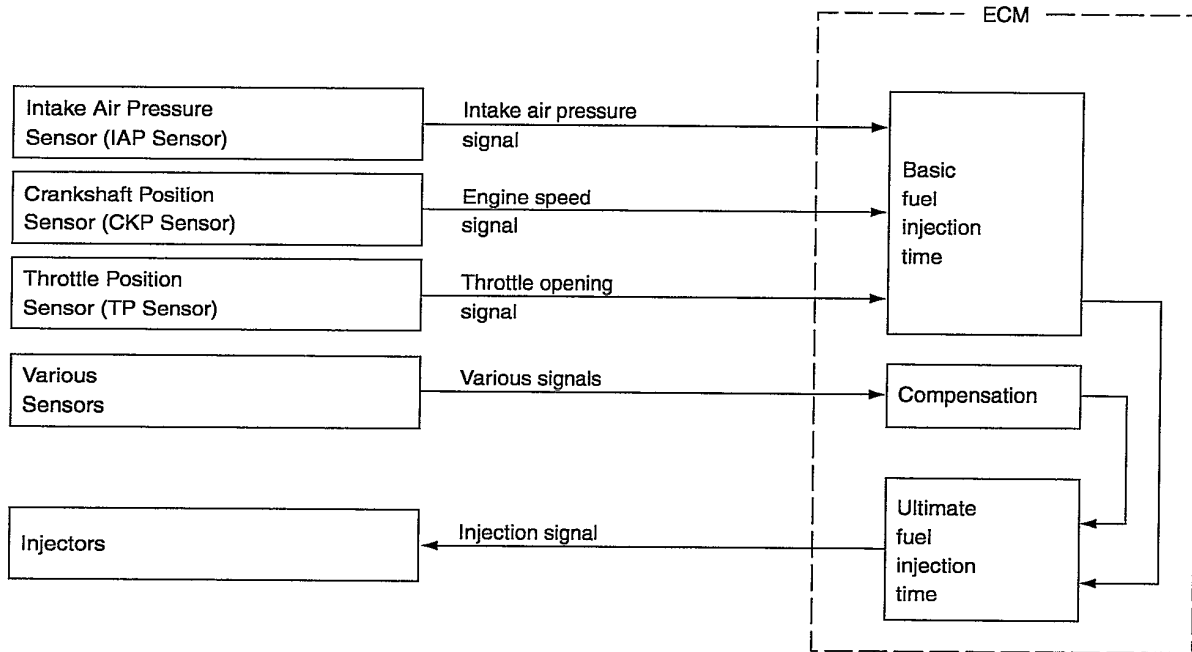 ECM
Intake Air Pressure
Sensor (IAP Sensor)
Intake air pressure
signal
Crankshaft Position
Sensor (CKP Sensor)
Engine speed
signal
Throttle Position
Sensor (TP Sensor)
Throttle opening
signal
Basic
fuel
injection
time
Various
Sensors
Various signals
Compensation
Injectors
Injection signal
Ultimate
fuel
injection
time